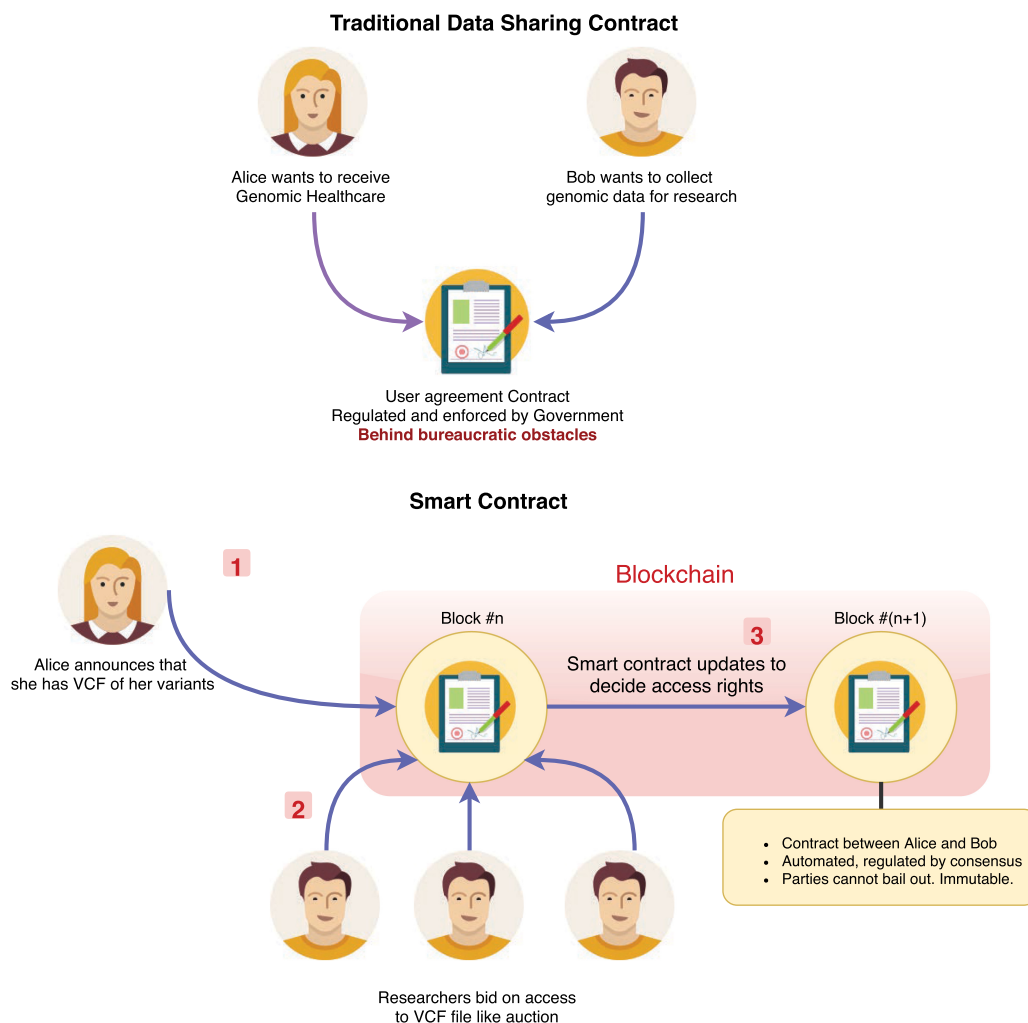 Traditional Data Sharing Contract
Alice wants to receive
Genomic Healthcare
Bob wants to collect
genomic data for research
User agreement Contract
Regulated and enforced by Government
Behind bureaucratic obstacles
Smart Contract
1
Alice announces that
she has VCF of her variants
Blockchain
Block #n
3
Smart contract updates to
decide access rights
Block #(n+1)
2
• Contract between Alice and Bob
• Automated, regulated by consensus
• Parties cannot bail out. Immutable.
Researchers bid on access
to VCF file like auction